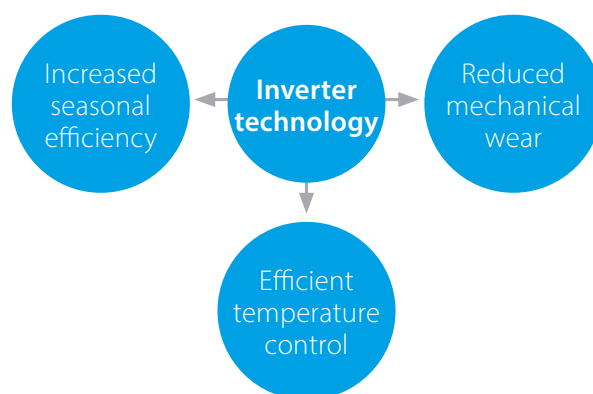 Increased
seasonal
efficiency
Inverter
technology
Reduced
mechanical
wear
Efficient
temperature
control